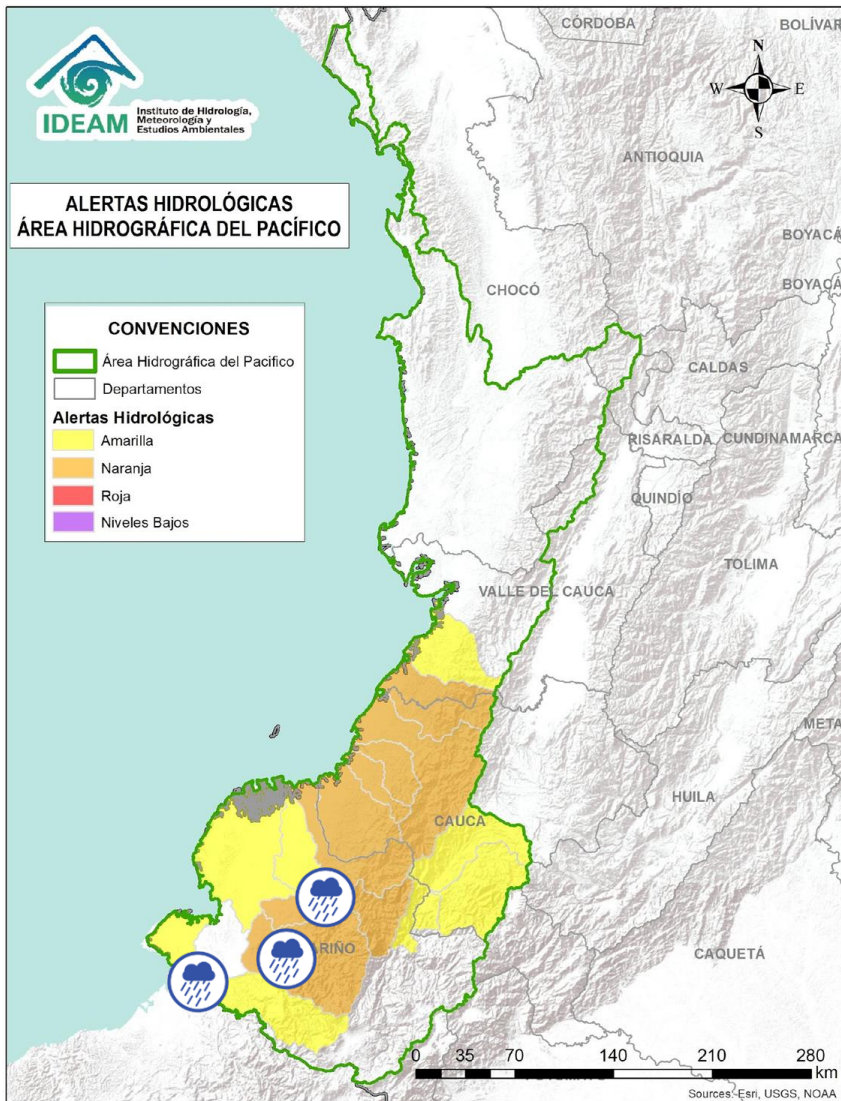 IDEAM
Instituto de Hidrología,
Meteorología y
Estudios Ambientales
ALERTAS HIDROLÓGICAS
ÁREA HIDROGRÁFICA DEL PACÍFICO
CONVENCIONES
Área Hidrográfica del Pacifico
Departamentos
Alertas Hidrológicas
Amarilla
Naranja
Roja
Niveles Bajos
N
W
E
S
CÓRDOBA
BOLÍVAR
ANTIOQUIA
BOYACÁ
BOYACÁ
CHOCÓ
CALDAS
RISARALDA
CUNDINAMARCA
QUINDÍO
TOLIMA
VALLE DEL CAUCA
META
HUILA
CAUCA
ARIÑO
CAQUETÁ
0 35 70 140 210 280
km
Sources: Esri, USGS, NOAA